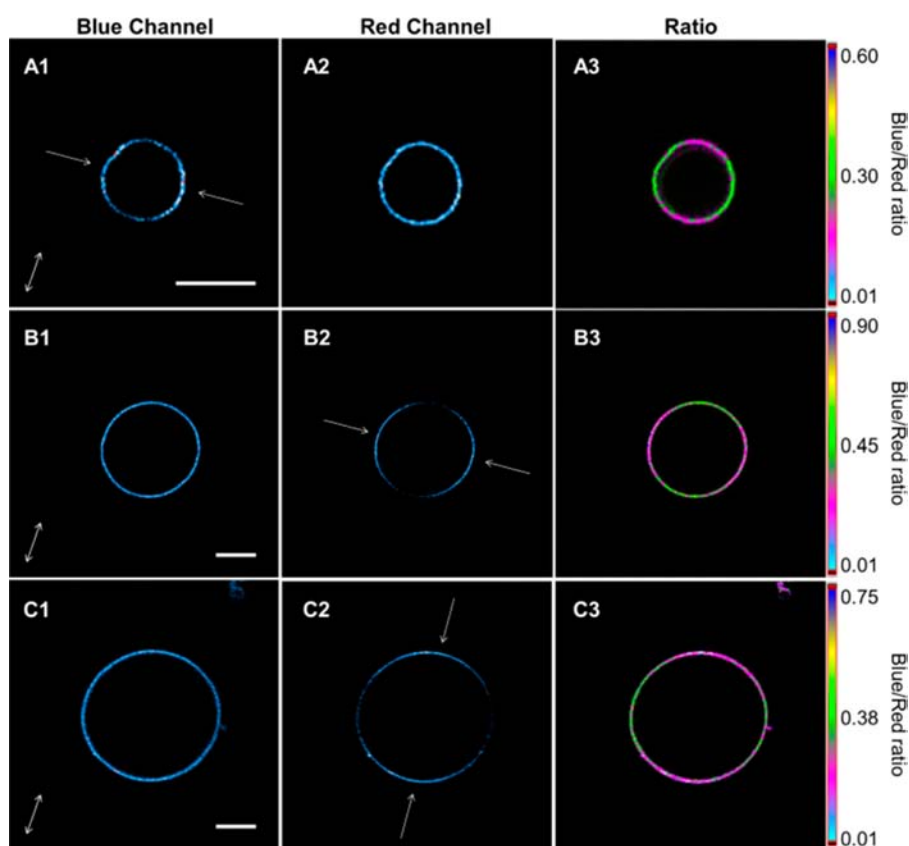 Blue Channel
Red Channel
Ratio
A1
A2
A3
0.60
0.30
0.01
Blue/Red ratio
B1
B2
B3
0.90
0.45
0.01
Blue/Red ratio
C1
C2
C3
0.75
0.38
0.01
Blue/Red ratio